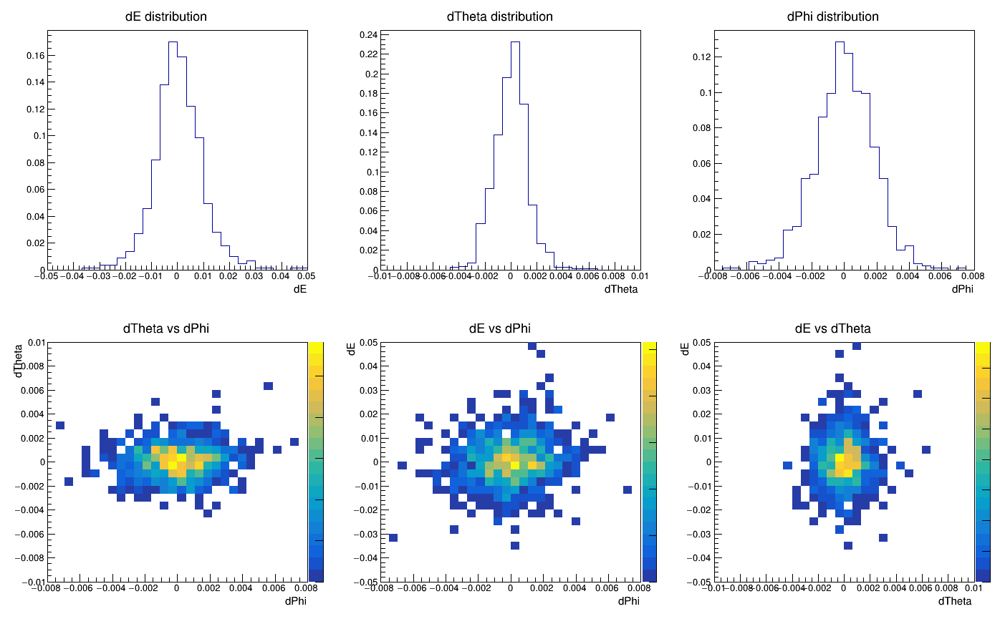 dE distribution
0.16
0.14
0.12
0.1
0.08
0.06
0.04
0.02
0
−0.05 −0.04 −0.03 −0.02 −0.01 0 0.01 0.02 0.03 0.04 0.05
dE
dTheta distribution
0.24
0.22
0.2
0.18
0.16
0.14
0.12
0.1
0.08
0.06
0.04
0.02
0
−0.01 −0.008 −0.006 −0.004 −0.002 0 0.002 0.004 0.006 0.008 0.01
dTheta
dPhi distribution
0.12
0.1
0.08
0.06
0.04
0.02
0
−0.008 −0.006 −0.004 −0.002 0 0.002 0.004 0.006 0.008
dPhi
dTheta vs dPhi
dTheta
0.01
0.008
0.006
0.004
0.002
0
−0.002
−0.004
−0.006
−0.008
−0.01
−0.008 −0.006 −0.004 −0.002 0 0.002 0.004 0.006 0.008
dPhi
dE vs dPhi
dE
0.05
0.04
0.03
0.02
0.01
0
−0.01
−0.02
−0.03
−0.04
−0.05
−0.008 −0.006 −0.004 −0.002 0 0.002 0.004 0.006 0.008
dPhi
dE vs dTheta
dE
0.05
0.04
0.03
0.02
0.01
0
−0.01
−0.02
−0.03
−0.04
−0.05
−0.01 −0.008 −0.006 −0.004 −0.002 0 0.002 0.004 0.006 0.008 0.01
dTheta